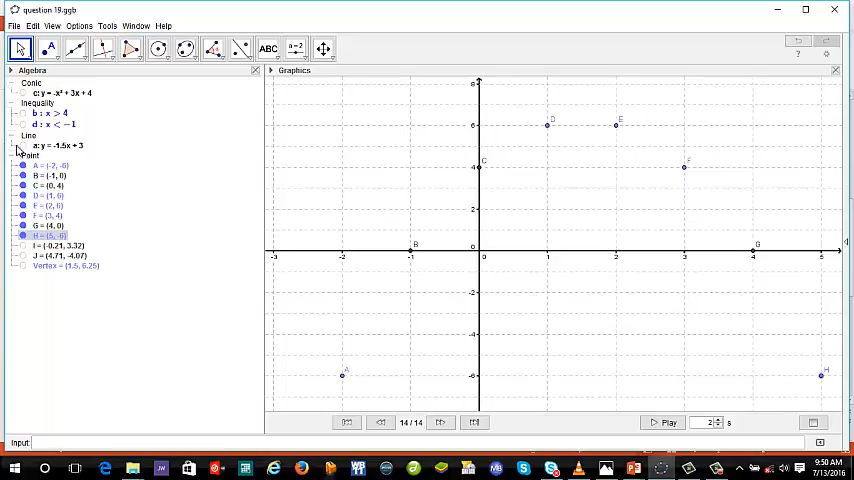 question 19.ggb
File Edit View Options Tools Window Help
A ABC a=2
Algebra
Graphics
Conic
c: y = -x² + 3x + 4
Inequality
b : x > 4
d : x < −1
Line
a: y = -1.5x + 3
Point
A = (-2, -6)
B = (-1, 0)
C = (0, 4)
D = (1, 6)
E = (2, 6)
F = (3, 4)
G = (4, 0)
H = (5, -6)
I = (-0.21, 3.32)
J = (4.71, -4.07)
Vertex = (1.5, 6.25)
8
D E
6
C F
4
2
B G
0
-3 -2 -1 0 1 2 3 4 5
-2
-4
A H
-6
14 / 14 Play 2 s
Input:
9:50 AM
7/13/2016